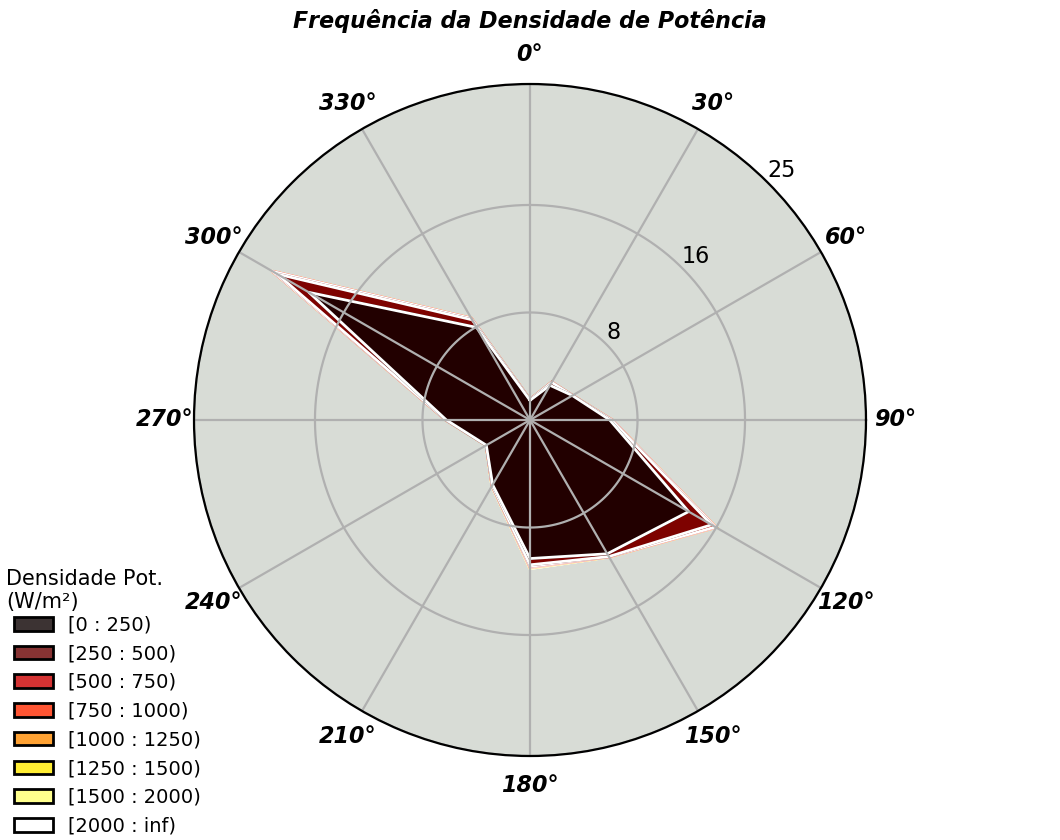 Frequência da Densidade de Potência
0°
330°
30°
25
300°
60°
16
8
270°
90°
240°
120°
210°
150°
180°
Densidade Pot.
(W/m²)
[0 : 250)
[250 : 500)
[500 : 750)
[750 : 1000)
[1000 : 1250)
[1250 : 1500)
[1500 : 2000)
[2000 : inf)